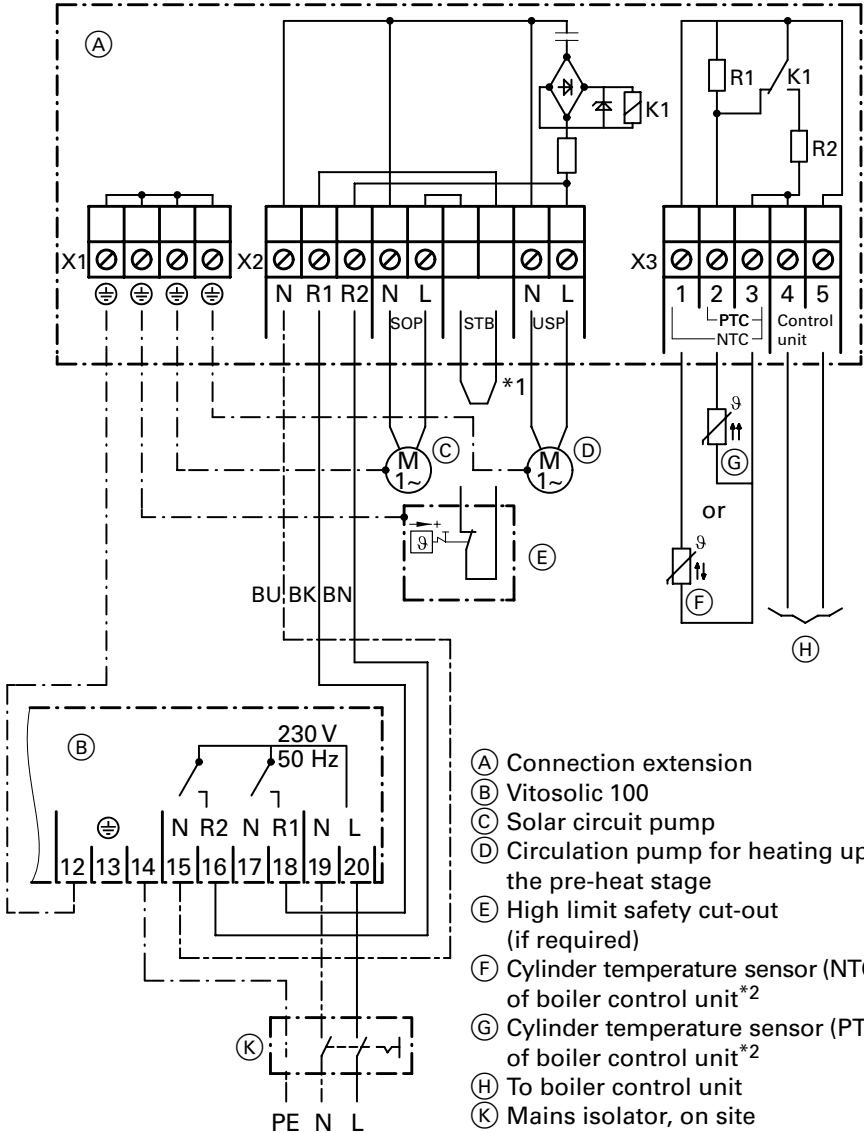 A
K1
R1 K1
R2
X1 X2 X3
N R1 R2 N L N L 1 2 3 4 5
SOP STB USP
PTC
NTC
Control
unit
*1
M
1~
C
M
1~
D
ϑ
G
or
+
ϑ
E
ϑ
F
BU BK BN
H
B
230 V
50 Hz
N R2 N R1 N L
12 13 14 15 16 17 18 19 20
K
PE N L
A Connection extension
B Vitosolic 100
C Solar circuit pump
D Circulation pump for heating up
the pre-heat stage
E High limit safety cut-out
(if required)
F Cylinder temperature sensor (NTC
of boiler control unit*2
G Cylinder temperature sensor (PT
of boiler control unit*2
H To boiler control unit
K Mains isolator, on site